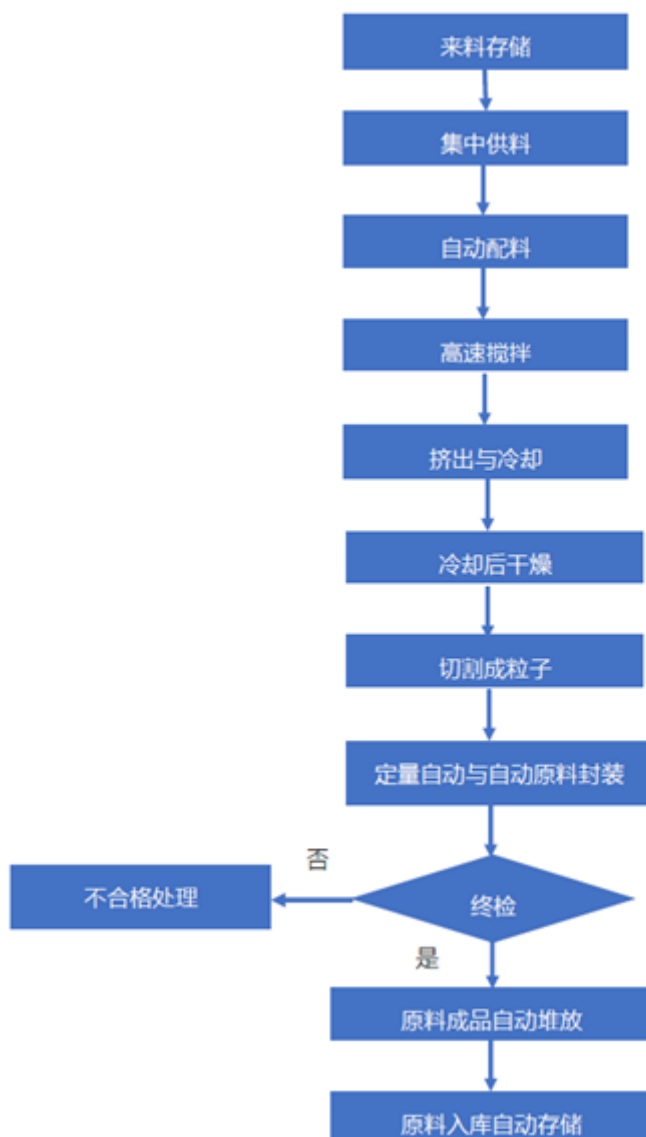 来料存储
集中供料
自动配料
高速搅拌
挤出与冷却
冷却后干燥
切割成粒子
定量自动与自动原料封装
否
不合格处理
终检
是
原料成品自动堆放
原料入库自动存储